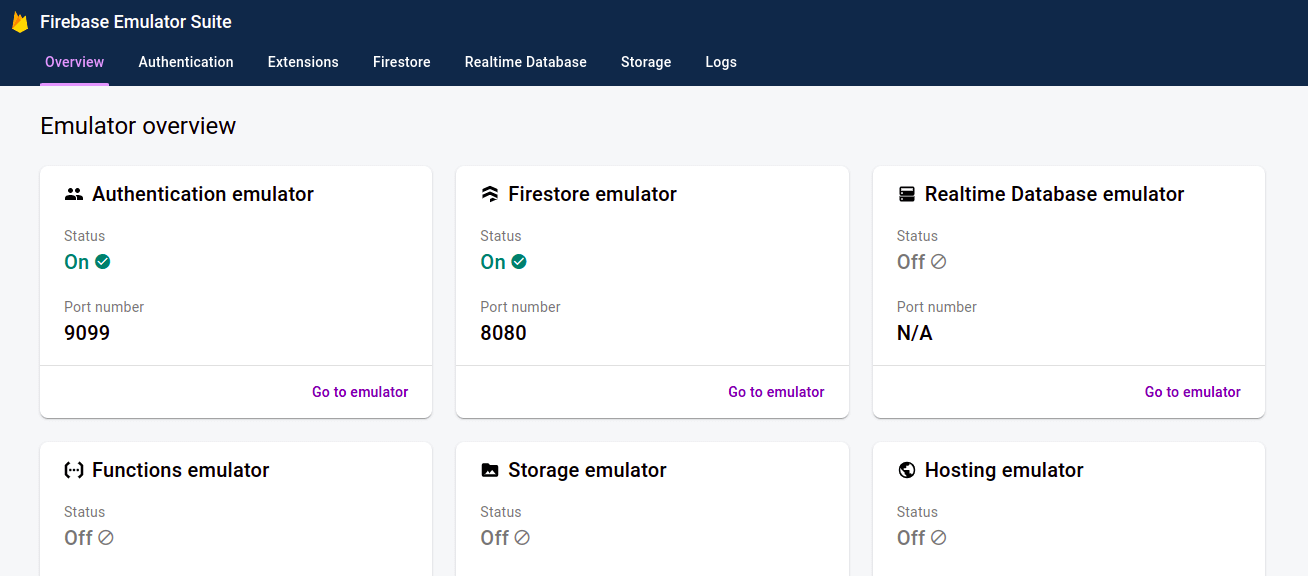 Firebase Emulator Suite
Overview Authentication Extensions Firestore Realtime Database Storage Logs
Emulator overview
Authentication emulator
Status
On
Port number
9099
Go to emulator
Firestore emulator
Status
On
Port number
8080
Go to emulator
Realtime Database emulator
Status
Off
Port number
N/A
Go to emulator
Functions emulator
Status
Off
Storage emulator
Status
Off
Hosting emulator
Status
Off